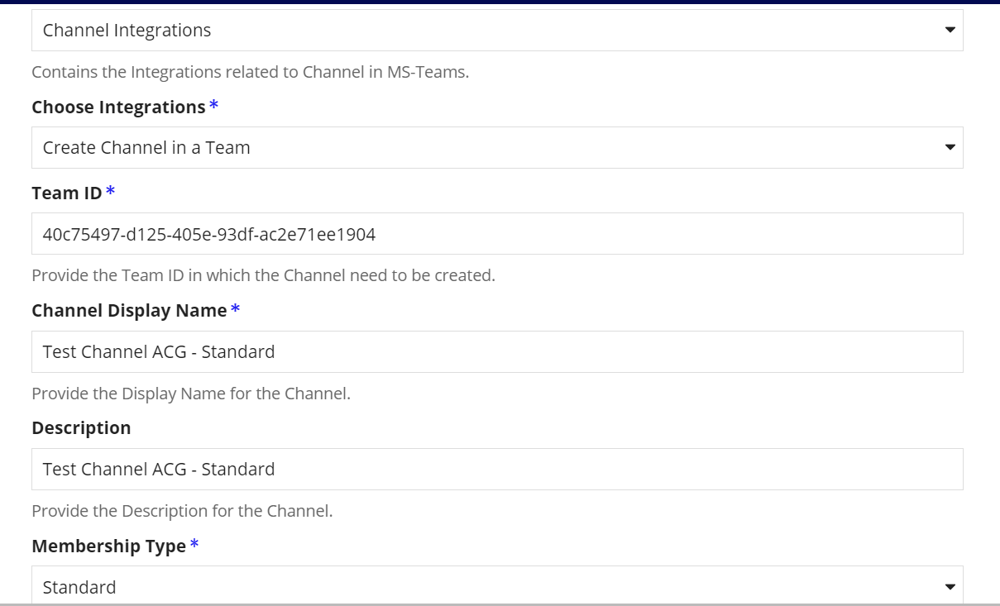 Channel Integrations
Contains the Integrations related to Channel in MS-Teams.
Choose Integrations *
Create Channel in a Team
Team ID *
40c75497-d125-405e-93df-ac2e71ee1904
Provide the Team ID in which the Channel need to be created.
Channel Display Name *
Test Channel ACG - Standard
Provide the Display Name for the Channel.
Description
Test Channel ACG - Standard
Provide the Description for the Channel.
Membership Type *
Standard